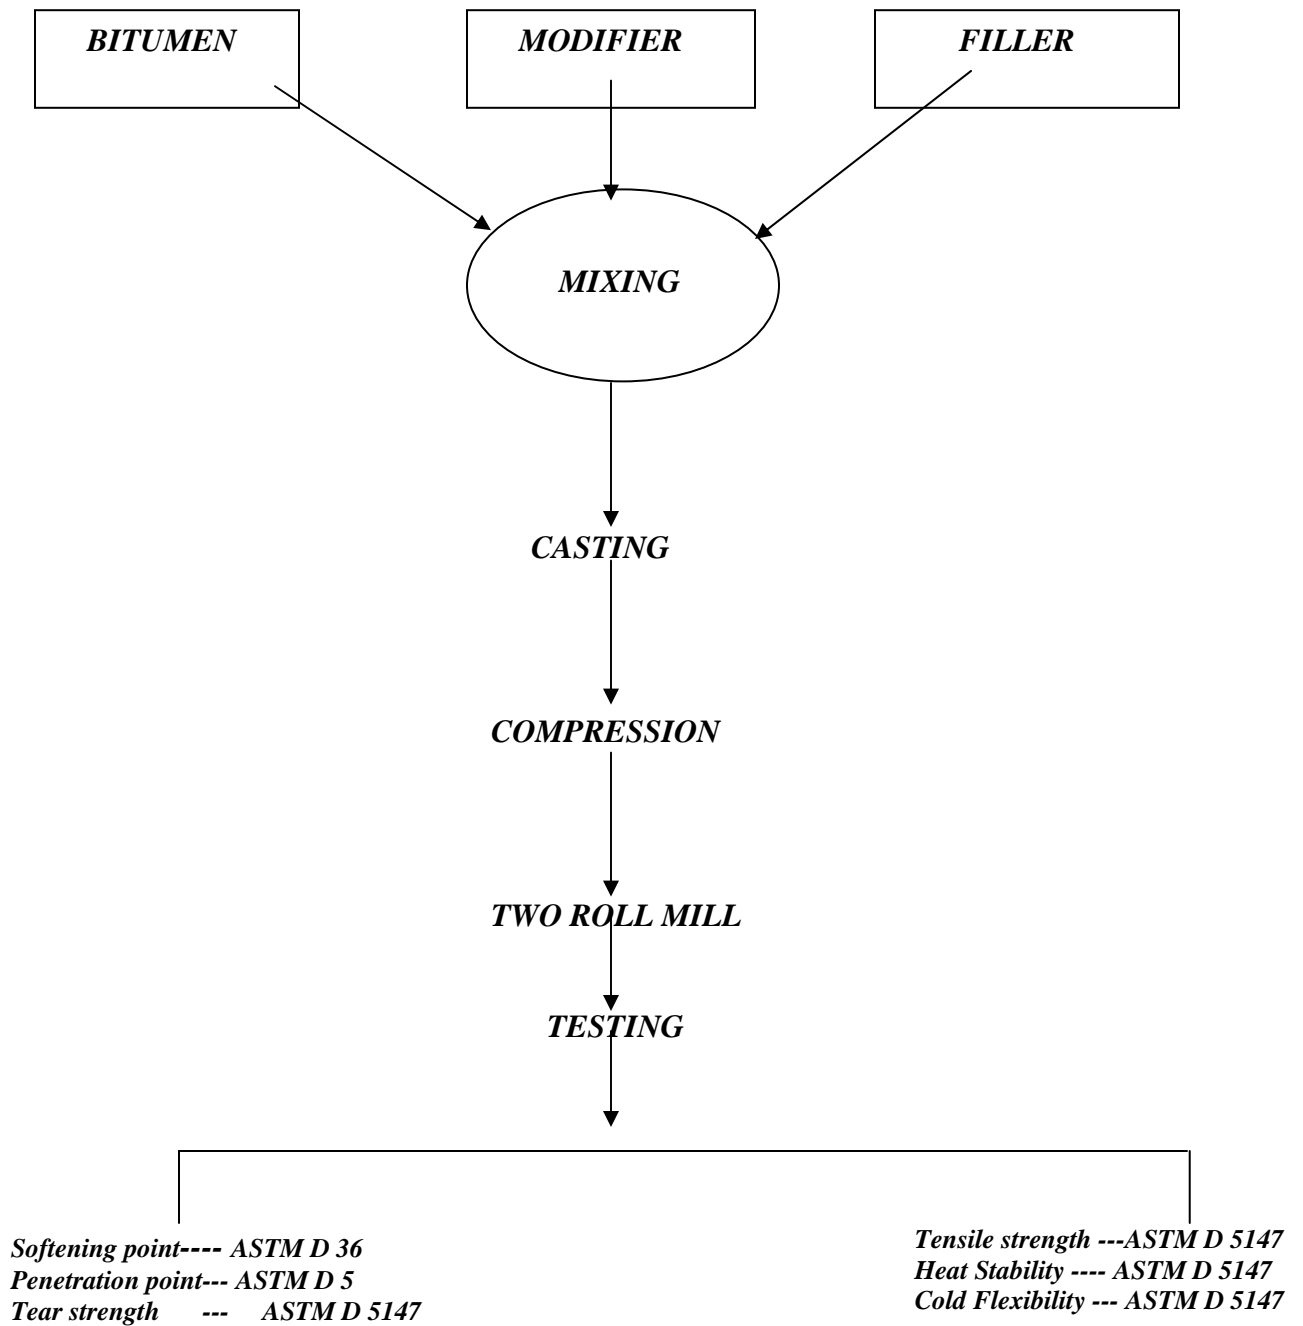 BITUMEN
MODIFIER
FILLER
MIXING
CASTING
COMPRESSION
TWO ROLL MILL
TESTING
Softening point---- ASTM D 36
Penetration point--- ASTM D 5
Tear strength --- ASTM D 5147
Tensile strength ---ASTM D 5147
Heat Stability ---- ASTM D 5147
Cold Flexibility --- ASTM D 5147